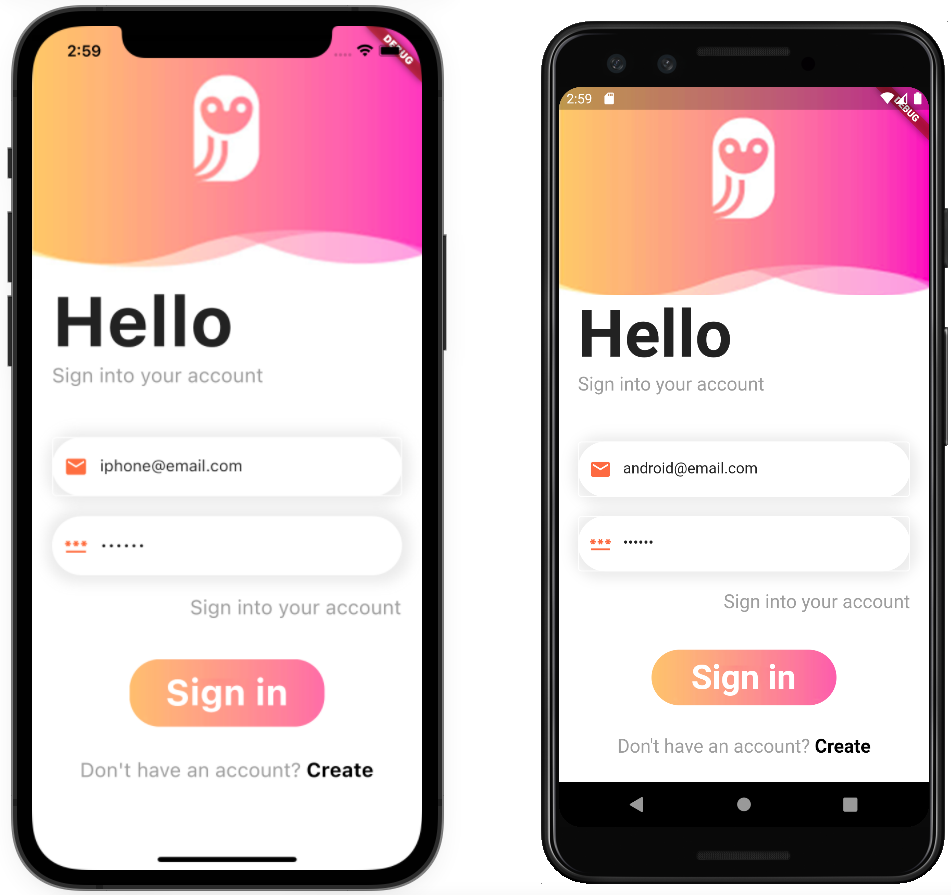 2:59
DEBUG
Hello
Sign into your account
iphone@email.com
••••••
Sign into your account
Sign in
Don't have an account? Create
2:59
DEBUG
Hello
Sign into your account
android@email.com
••••••
Sign into your account
Sign in
Don't have an account? Create